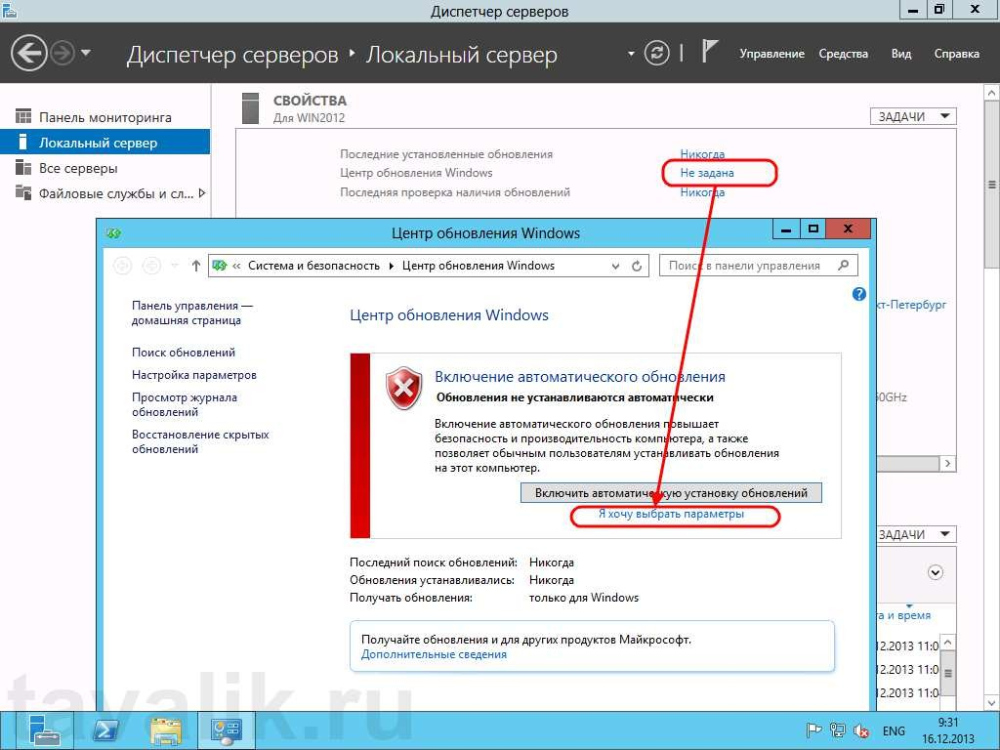 Диспетчер серверов
Диспетчер серверов
Локальный сервер
Управление
Средства
Вид
Справка
Панель мониторинга
Локальный сервер
Все серверы
Файловые службы и сл...
СВОЙСТВА
Для WIN2012
ЗАДАЧИ
Последние установленные обновления
Никогда
Центр обновления Windows
Не задана
Последняя проверка наличия обновлений
Никогда
Центр обновления Windows
« Система и безопасность
Центр обновления Windows
Поиск в панели управления
кт-Петербург
60GHz
Панель управления —
домашняя страница
Поиск обновлений
Настройка параметров
Просмотр журнала
обновлений
Восстановление скрытых
обновлений
Центр обновления Windows
Включение автоматического обновления
Обновления не устанавливаются автоматически
Включение автоматического обновления повышает
безопасность и производительность компьютера, а также
позволяет обычным пользователям устанавливать обновления
на этот компьютер.
Включить автоматическую установку обновлений
Я хочу выбрать параметры
Последний поиск обновлений: Никогда
Обновления устанавливались: Никогда
Получать обновления: только для Windows
Получайте обновления и для других продуктов Майкрософт.
Дополнительные сведения
ЗАДАЧИ
та и время
12.2013 11:0
12.2013 11:0
12.2013 11:0
tavalik.ru
ENG
9:31
16.12.2013